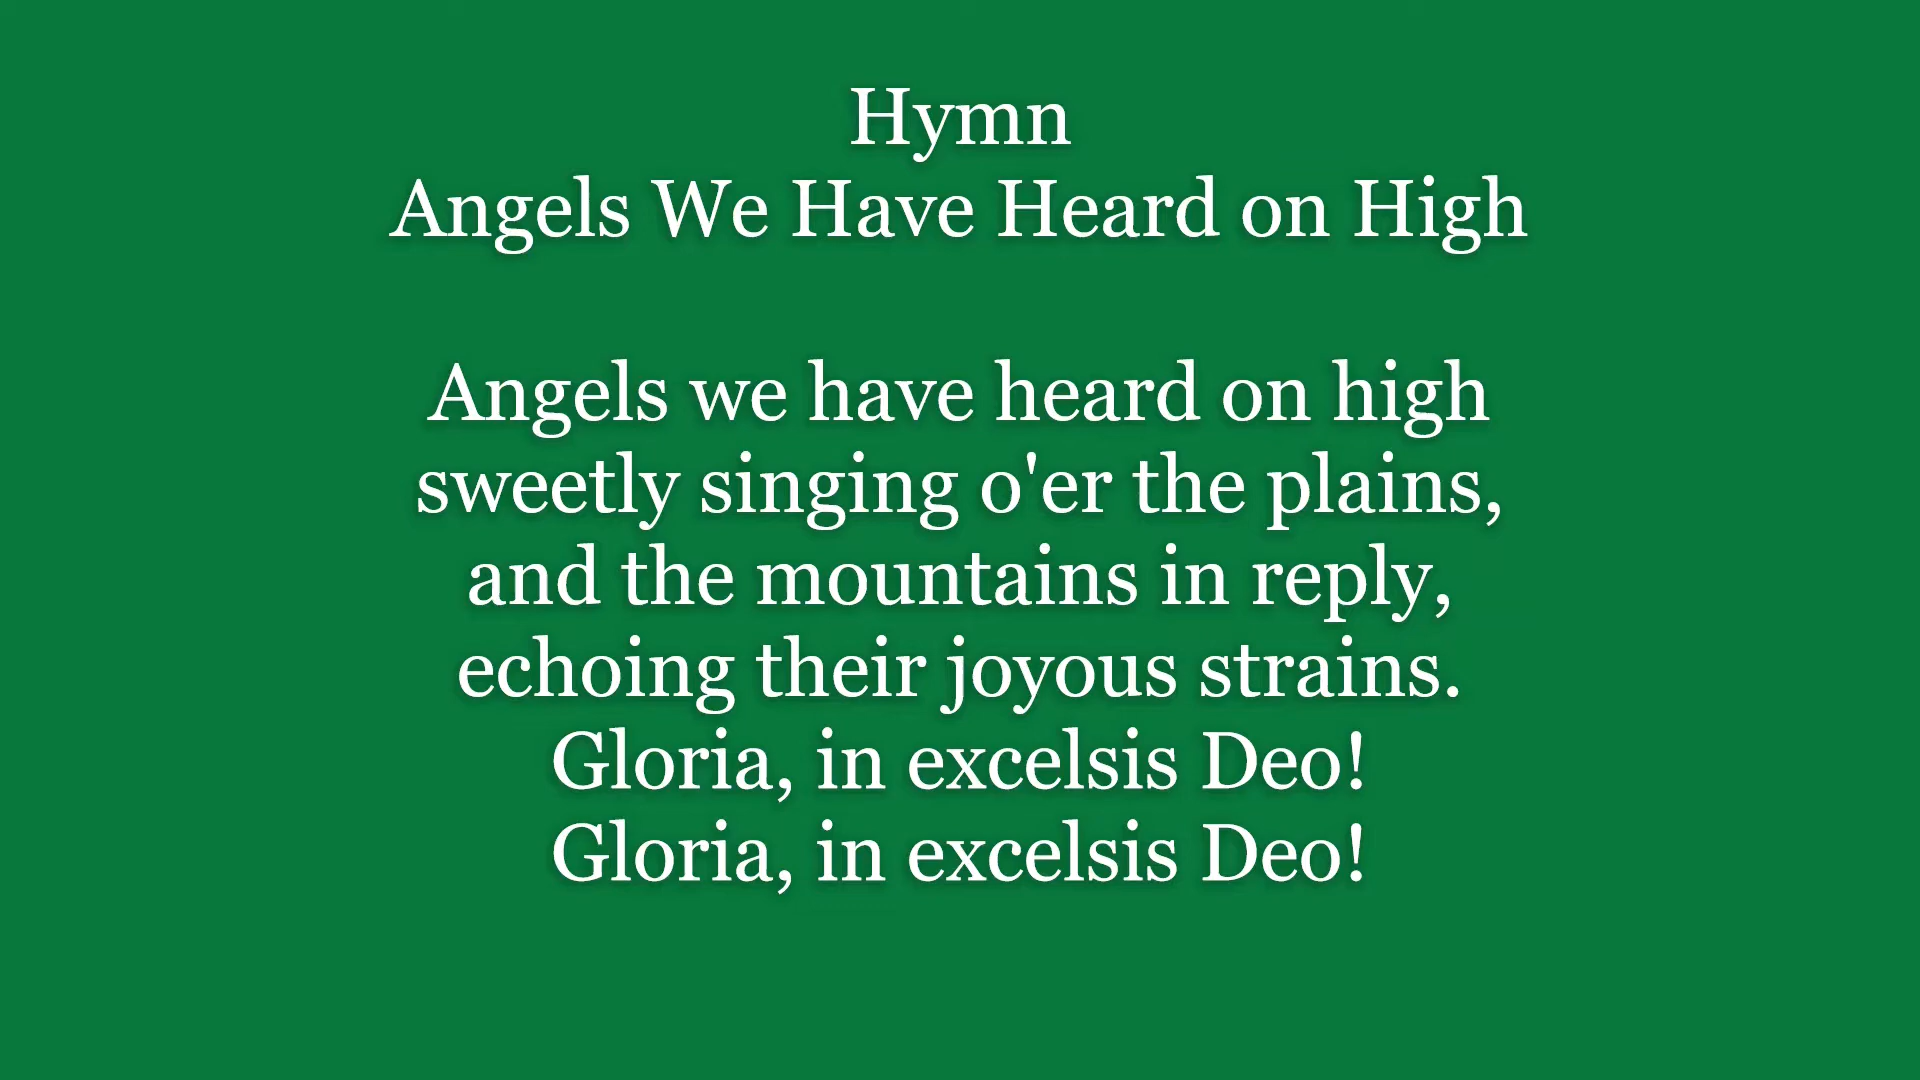 Hymn
Angels We Have Heard on High
Angels we have heard on high
sweetly singing o'er the plains,
and the mountains in reply,
echoing their joyous strains.
Gloria, in excelsis Deo!
Gloria, in excelsis Deo!